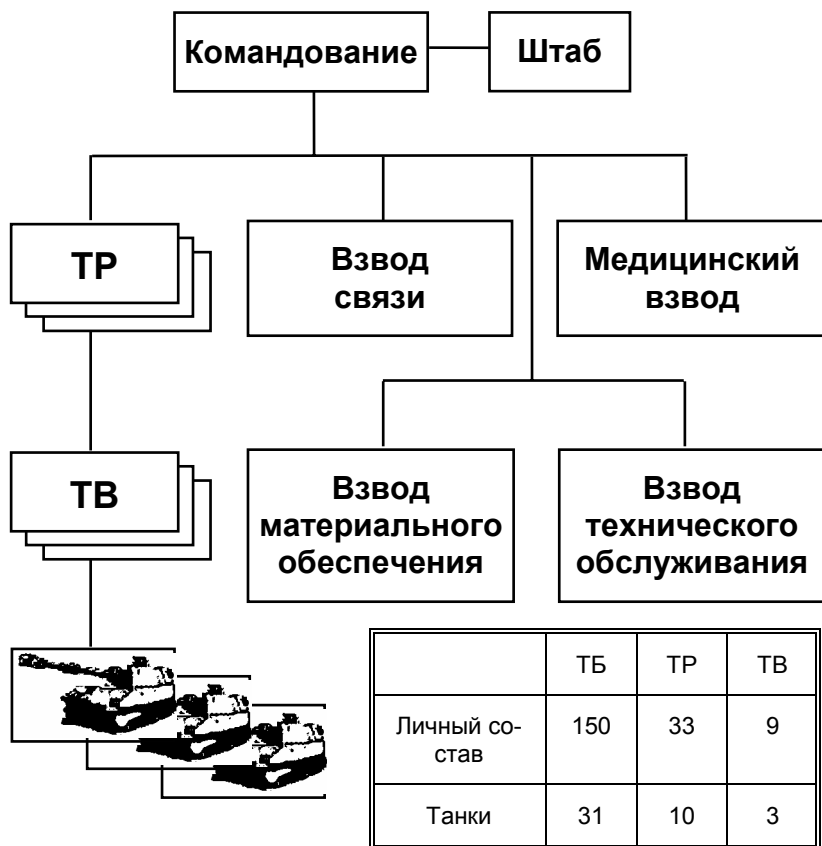 Командование
Штаб
ТР
Взвод
связи
Медицинский
взвод
ТВ
Взвод
материального
обеспечения
Взвод
технического
обслуживания
ТБ ТР ТВ
Личный со-
став 150 33 9
Танки 31 10 3